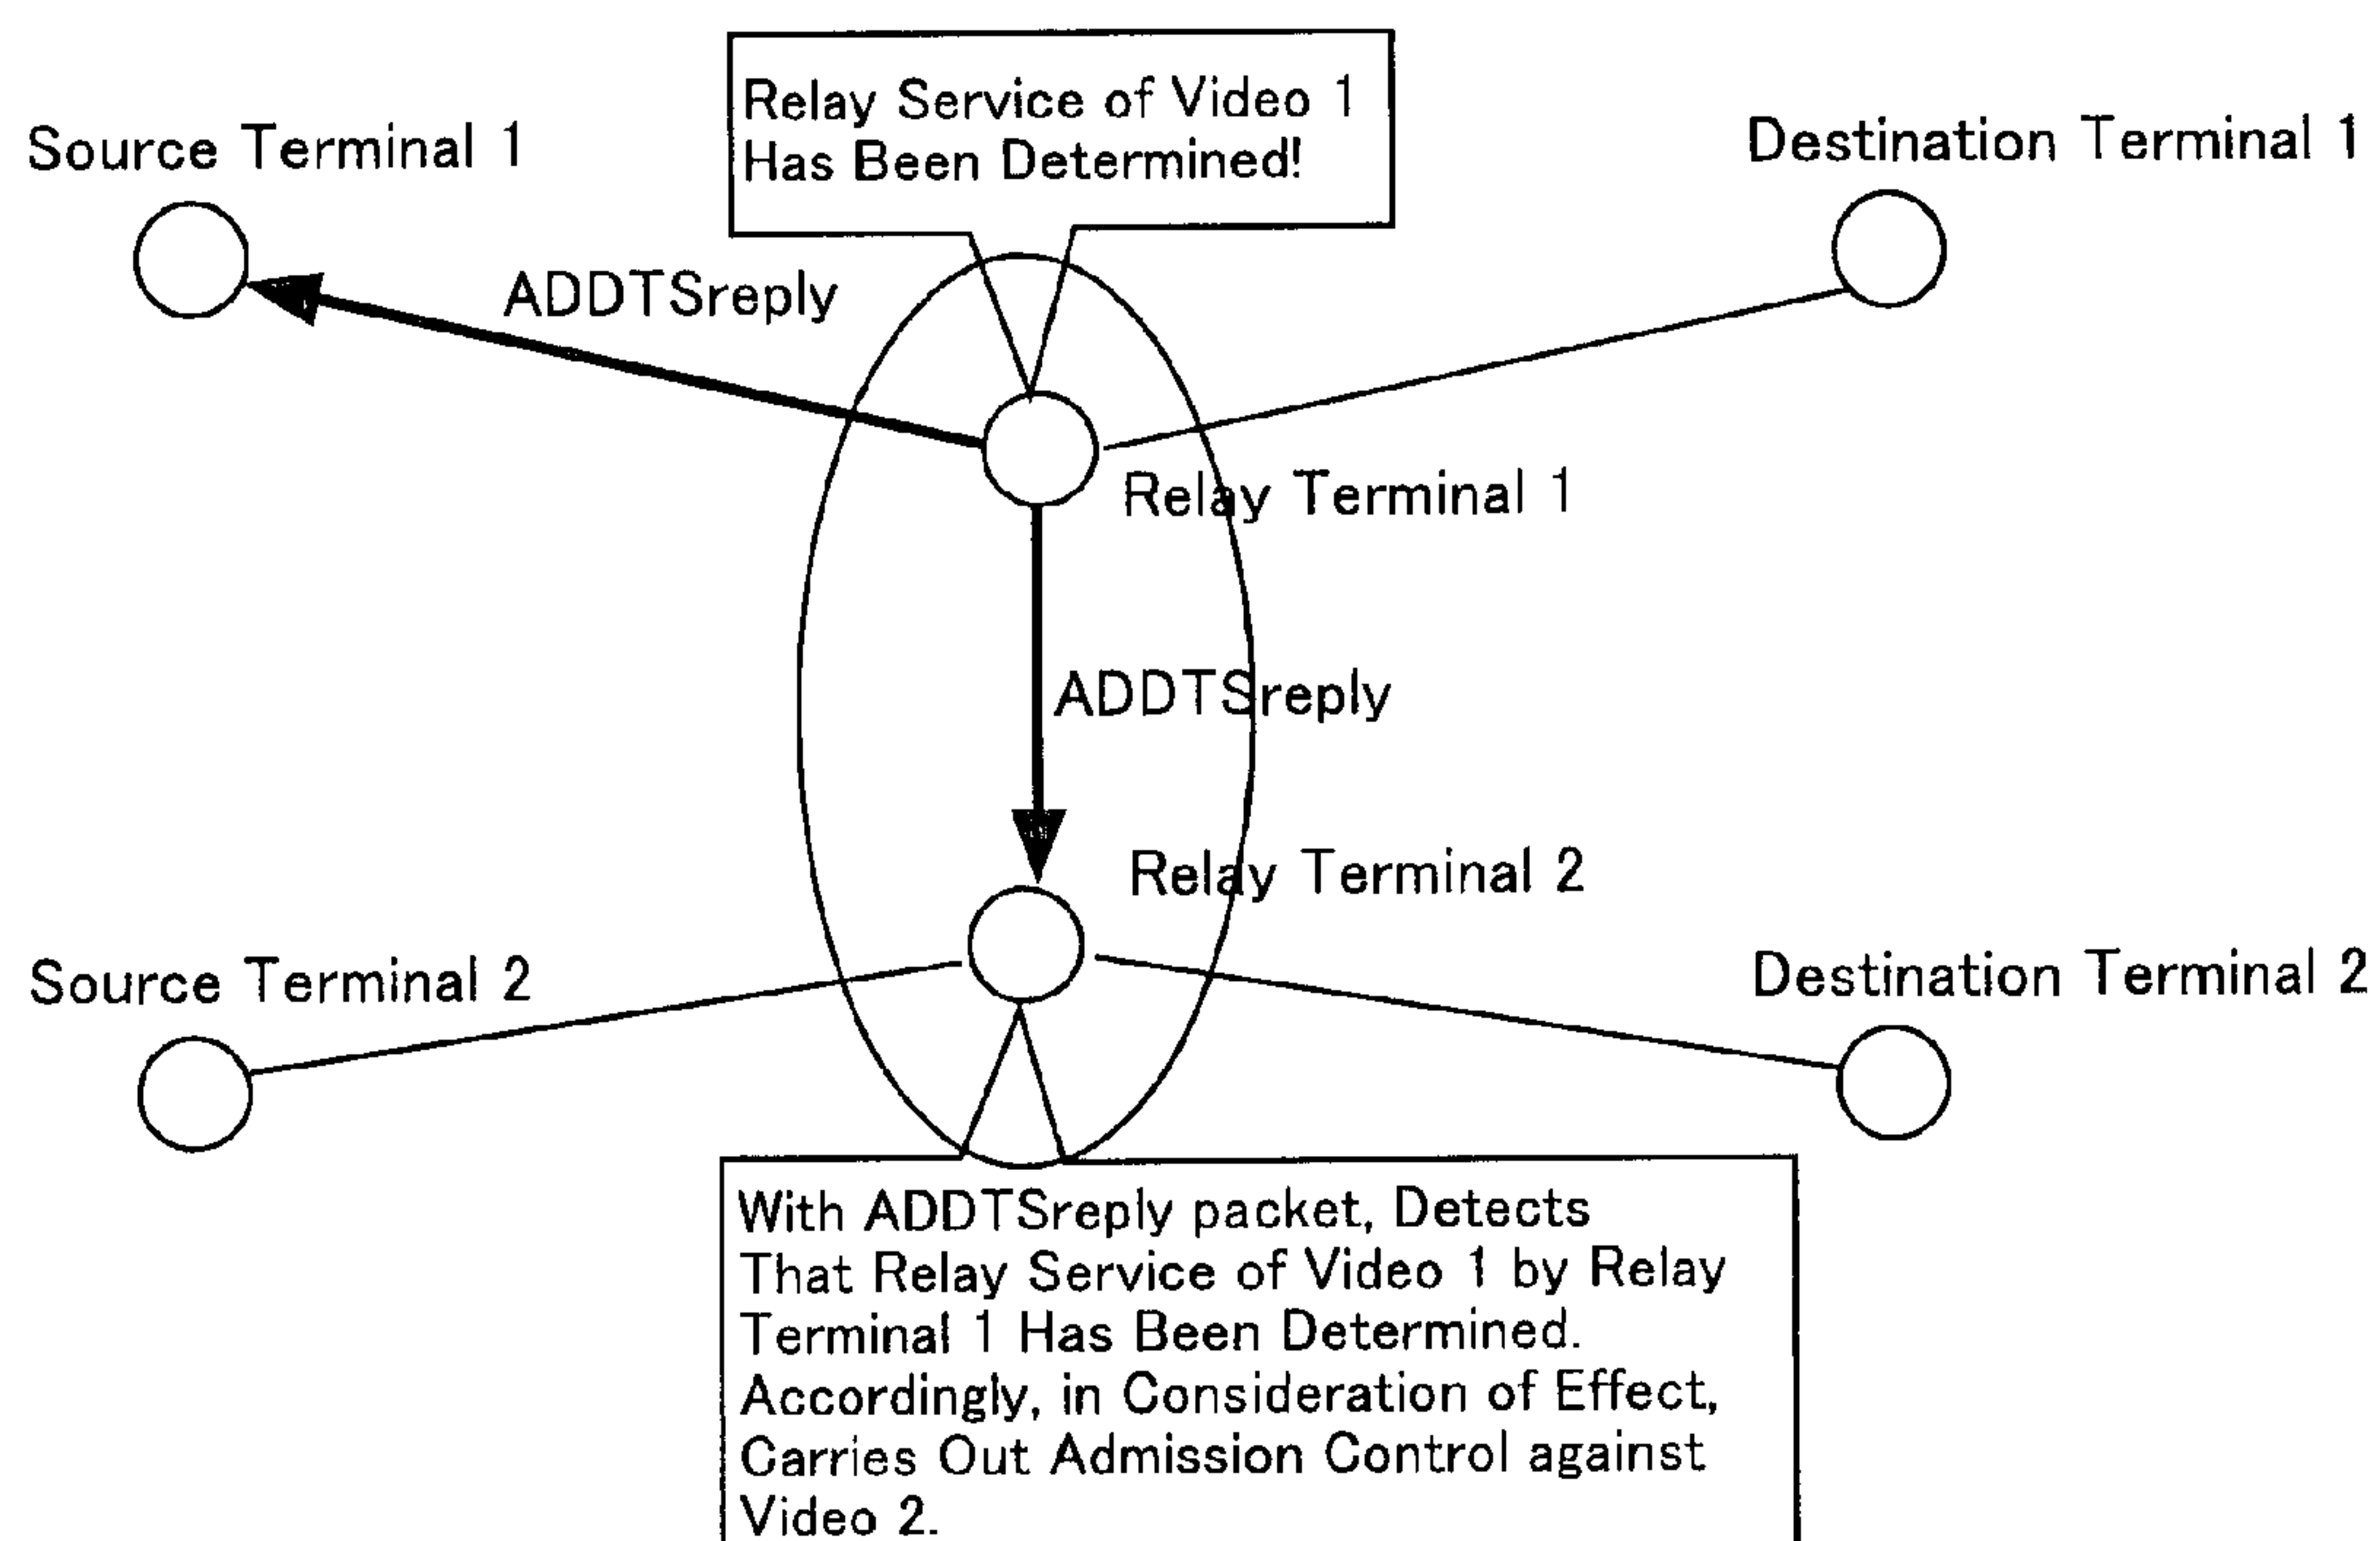 Relay Service of Video 1
Has Been Determined!
Source Terminal 1
Destination Terminal 1
ADDTSreply
Relay Terminal 1
ADDTSreply
Relay Terminal 2
Source Terminal 2
Destination Terminal 2
With ADDTSreply packet, Detects
That Relay Service of Video 1 by Relay
Terminal 1 Has Been Determined.
Accordingly, in Consideration of Effect,
Carries Out Admission Control against
Video 2.